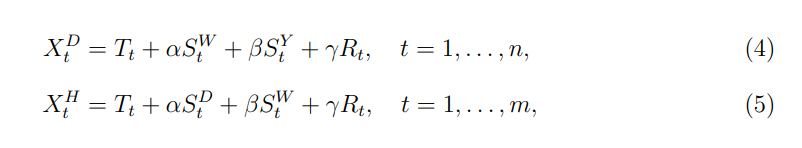 X_t^D = T_t + αS_t^W + βS_t^Y + γR_t, t = 1, . . . , n, (4)
X_t^H = T_t + αS_t^D + βS_t^W + γR_t, t = 1, . . . , m, (5)